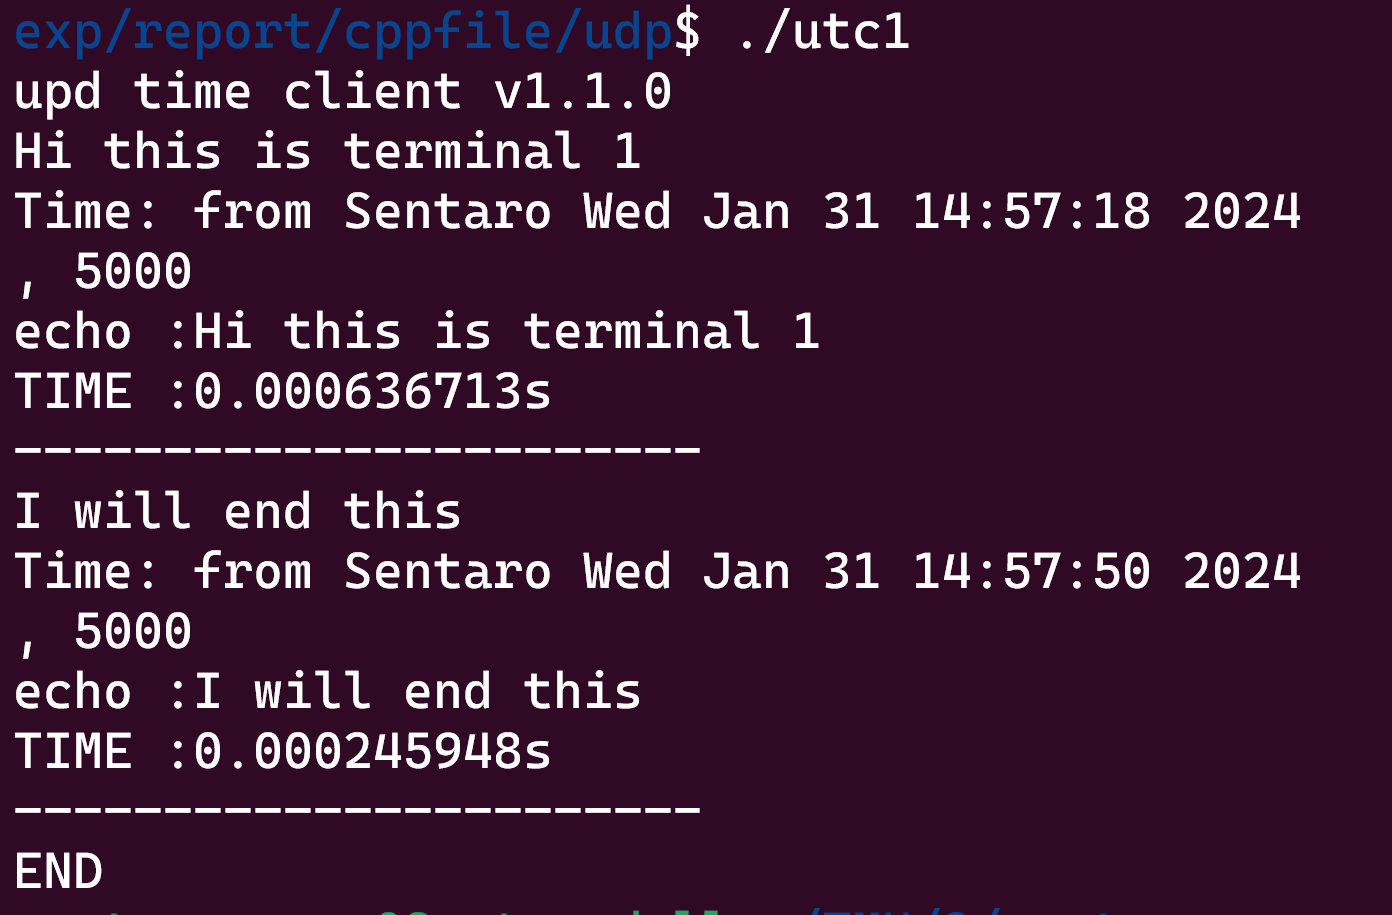 exp/report/cppfile/udp$ ./utc1
upd time client v1.1.0
Hi this is terminal 1
Time: from Sentaro Wed Jan 31 14:57:18 2024
, 5000
echo :Hi this is terminal 1
TIME :0.000636713s
-----------------------
I will end this
Time: from Sentaro Wed Jan 31 14:57:50 2024
, 5000
echo :I will end this
TIME :0.000245948s
-----------------------
END